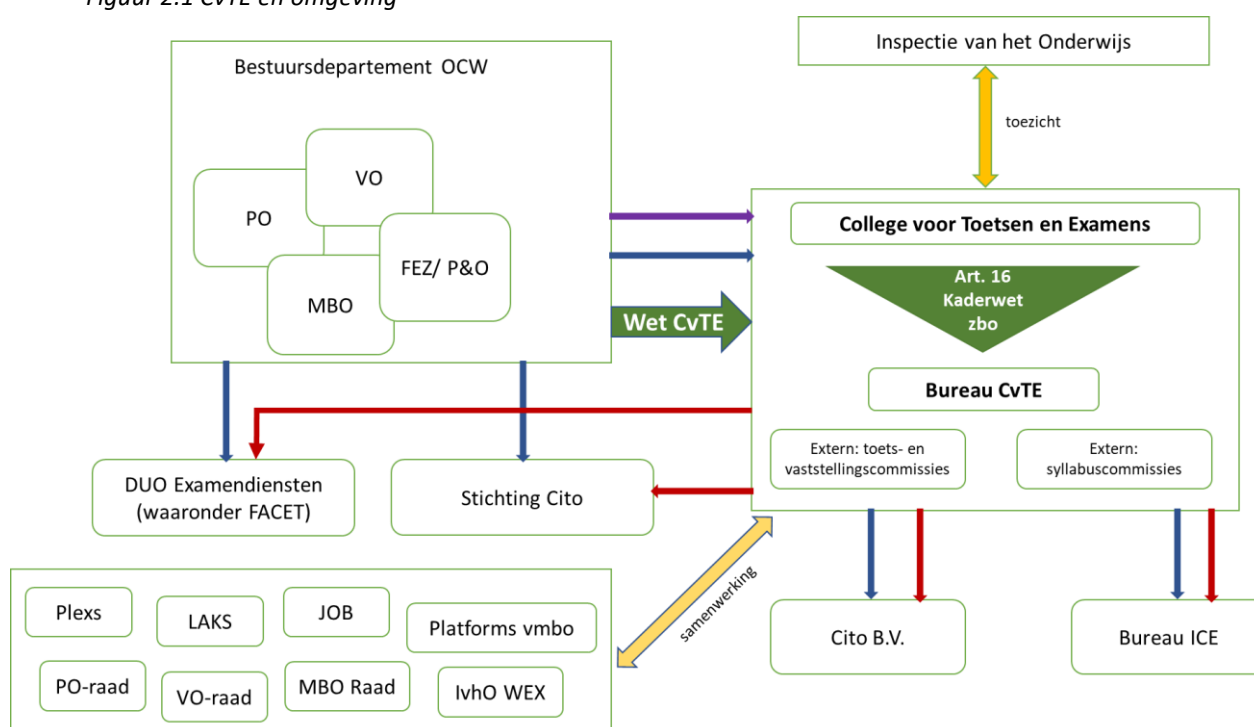 Figuur 2.1 CvTE en omgeving
Bestuursdepartement OCW
VO
PO
FEZ/ P&O
MBO
Inspectie van het Onderwijs
toezicht
College voor Toetsen en Examens
Art. 16
Kaderwet
zbo
Wet CvTE
Bureau CvTE
Extern: toets- en
vaststellingscommissies
Extern:
syllabuscommissies
DUO Examendiensten
(waaronder FACET)
Stichting Cito
samenwerking
Cito B.V.
Bureau ICE
Plexs
LAKS
JOB
Platforms vmbo
PO-raad
VO-raad
MBO Raad
IvhO WEX